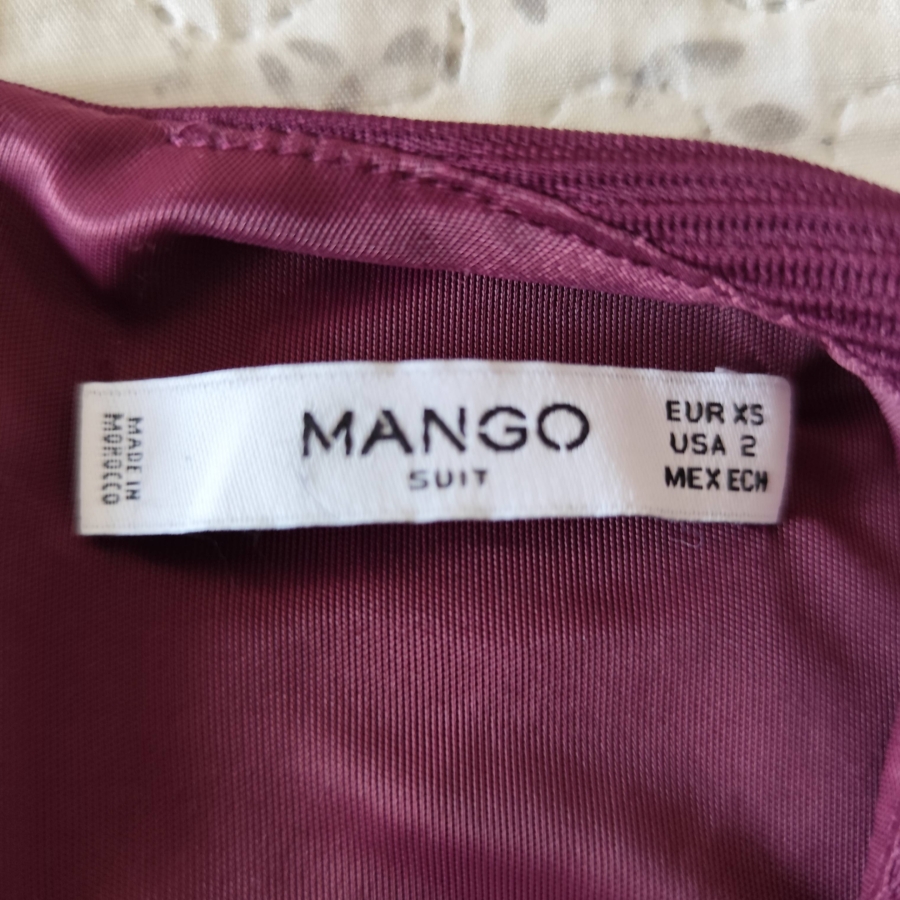 MADE IN
MOROCCO
MANGO
SUIT
EUR XS
USA 2
MEX ECH